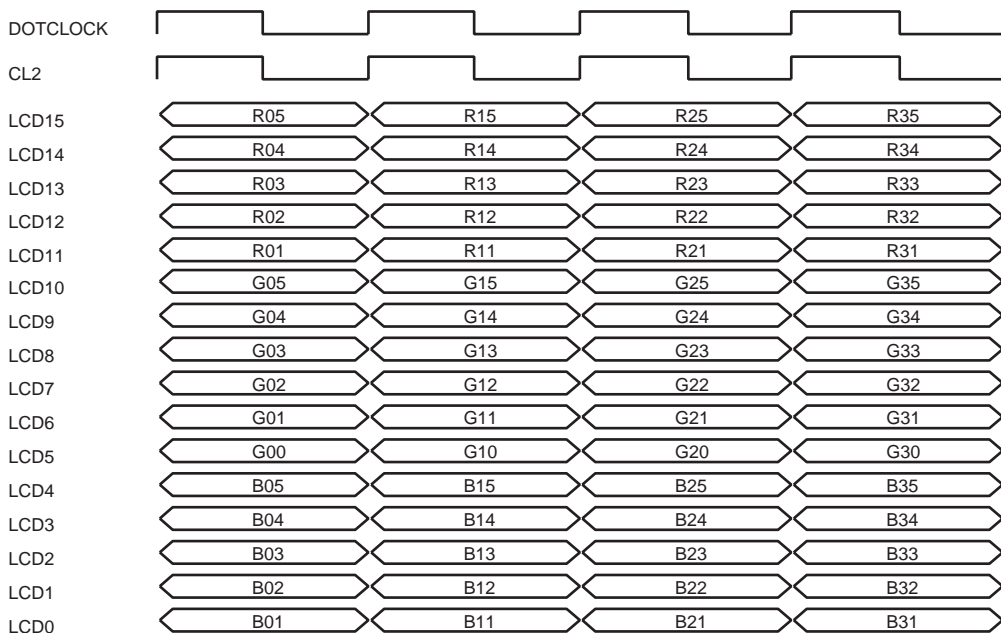 DOTCLOCK
CL2
LCD15 R05 R15 R25 R35
LCD14 R04 R14 R24 R34
LCD13 R03 R13 R23 R33
LCD12 R02 R12 R22 R32
LCD11 R01 R11 R21 R31
LCD10 G05 G15 G25 G35
LCD9 G04 G14 G24 G34
LCD8 G03 G13 G23 G33
LCD7 G02 G12 G22 G32
LCD6 G01 G11 G21 G31
LCD5 G00 G10 G20 G30
LCD4 B05 B15 B25 B35
LCD3 B04 B14 B24 B34
LCD2 B03 B13 B23 B33
LCD1 B02 B12 B22 B32
LCD0 B01 B11 B21 B31